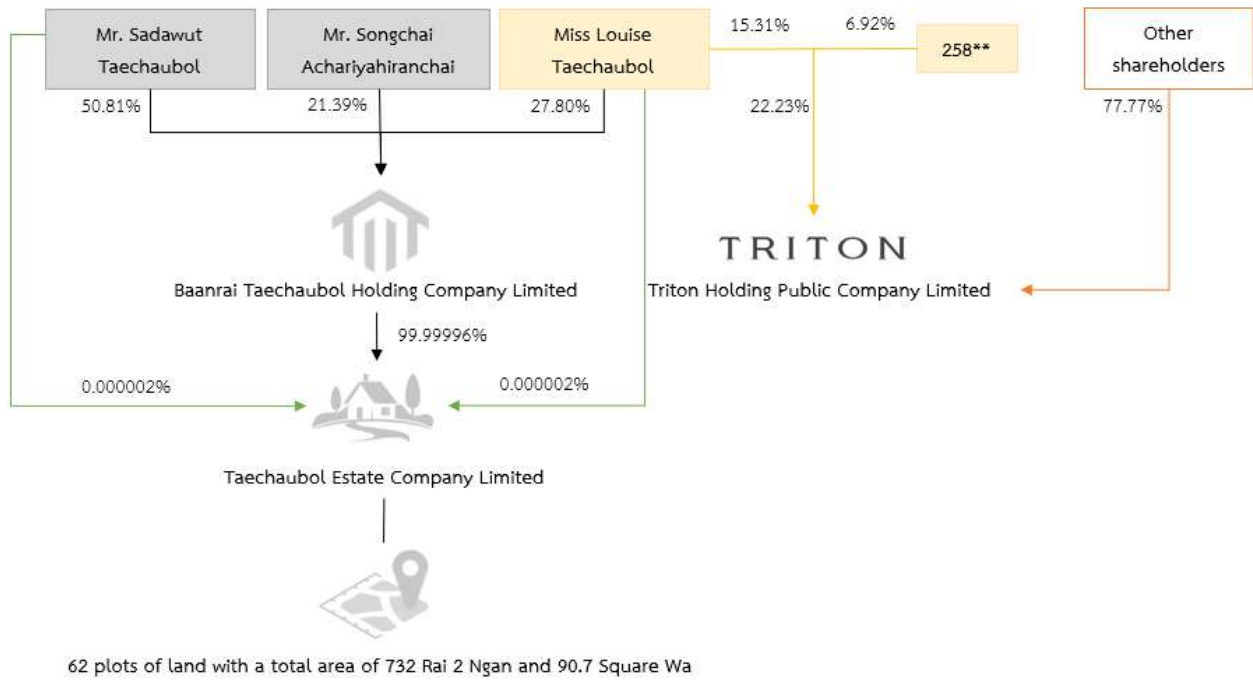 Mr. Sadawut
Taechaubol
Mr. Songchai
Achariyahiranchai
Miss Louise
Taechaubol
15.31%
6.92%
258**
Other
shareholders
50.81%
21.39%
27.80%
22.23%
77.77%
TRITON
Baanrai Taechaubol Holding Company Limited
Triton Holding Public Company Limited
99.99996%
0.000002%
0.000002%
Taechaubol Estate Company Limited
62 plots of land with a total area of 732 Rai 2 Ngan and 90.7 Square Wa